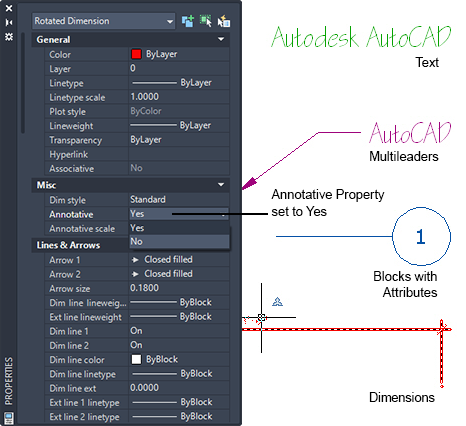 Rotated Dimension
General
Color ByLayer
Layer 0
Linetype ByLayer
Linetype scale 1.0000
Plot style ByColor
Lineweight ByLayer
Transparency ByLayer
Hyperlink
Associative No
Misc
Dim style Standard
Annotative Yes
Annotative scale Yes
No
Lines & Arrows
Arrow 1 Closed filled
Arrow 2 Closed filled
Arrow size 0.1800
Dim line linewei... ByBlock
Ext line lineweight ByBlock
Dim line 1 On
Dim line 2 On
Dim line color ByBlock
Dim line linetype ByBlock
Dim line ext 0.0000
Ext line 1 linetype ByBlock
Ext line 2 linetype ByBlock
PROPERTIES
Autodesk AutoCAD
Text
AutoCAD
Multileaders
Annotative Property
set to Yes
1
Blocks with
Attributes
Dimensions